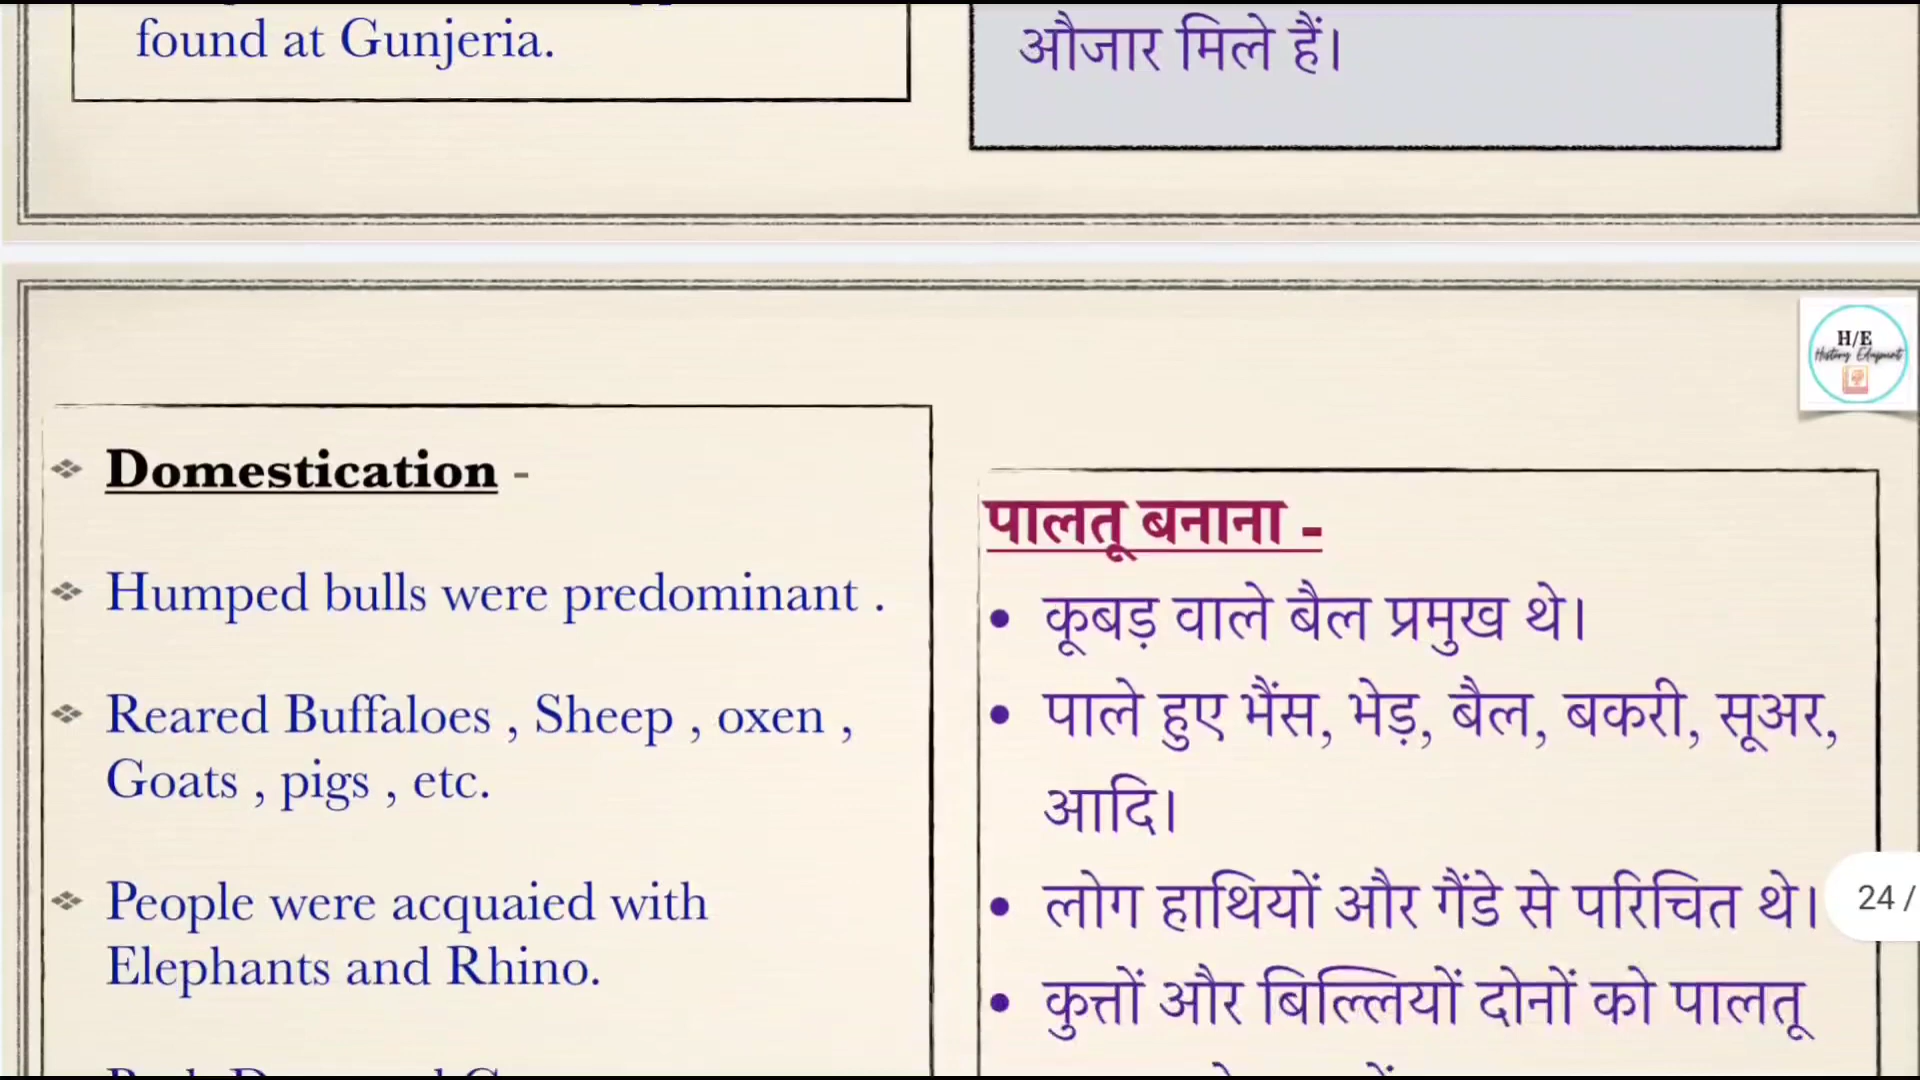 found at Gunjeria.
औजार मिले हैं।
H/E
Domestication -
Humped bulls were predominant .
Reared Buffaloes , Sheep , oxen ,
Goats , pigs , etc.
People were acquaied with
Elephants and Rhino.
पालतू बनाना -
कूबड़ वाले बैल प्रमुख थे।
पाले हुए भैंस, भेड़, बैल, बकरी, सूअर,
आदि।
लोग हाथियों और गैंडे से परिचित थे।
कुत्तों और बिल्लियों दोनों को पालतू
24 /